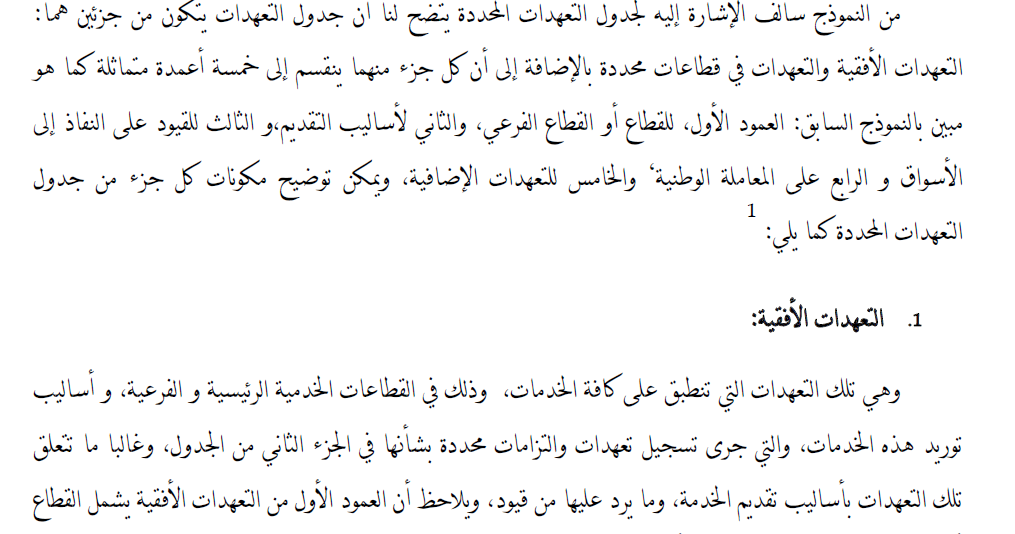 من النموذج سالف الإشارة إليه لجدول التعهدات المحددة يتضح لنا أن جدول التعهدات يتكون من جزئين هما:
التعهدات الأفقية والتعهدات في قطاعات محددة بالإضافة إلى أن كل جزء منهما ينقسم إلى خمسة أعمدة متماثلة كما هو
مبين بالنموذج السابق: العمود الأول، للقطاع أو القطاع الفرعي، والثاني لأساليب التقديم،و الثالث للقيود على النفاذ إلى
الأسواق و الرابع على المعاملة الوطنية، والخامس للتعهدات الإضافية، ويمكن توضيح مكونات كل جزء من جدول
التعهدات المحددة كما يلي: 1
1. التعهدات الأفقية:
وهي تلك التعهدات التي تنطبق على كافة الخدمات، وذلك في القطاعات الخدمية الرئيسية و الفرعية، و أساليب
توريد هذه الخدمات، والتي جرى تسجيل تعهدات والتزامات محددة بشأنها في الجزء الثاني من الجدول، وغالبا ما تتعلق
تلك التعهدات بأساليب تقديم الخدمة، وما يرد عليها من قيود، ويلاحظ أن العمود الأول من التعهدات الأفقية يشمل القطاع